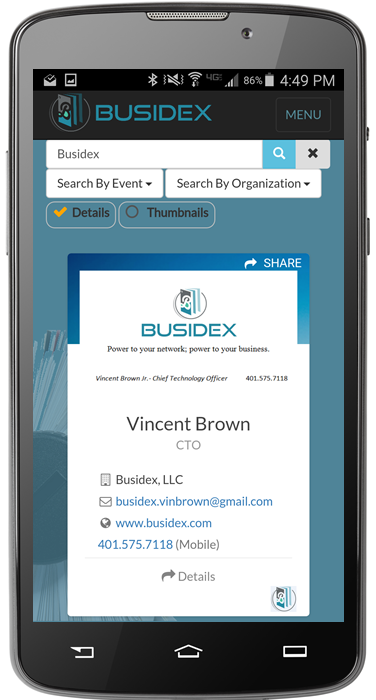 4G 86% 4:49 PM
BUSIDEX MENU
Busidex
Search By Event Search By Organization
Details Thumbnails
SHARE
BUSIDEX
Power to your network; power to your business.
Vincent Brown Jr.- Chief Technology Officer 401.575.7118
Vincent Brown
CTO
Busidex, LLC
busidex.vinbrown@gmail.com
www.busidex.com
401.575.7118 (Mobile)
Details